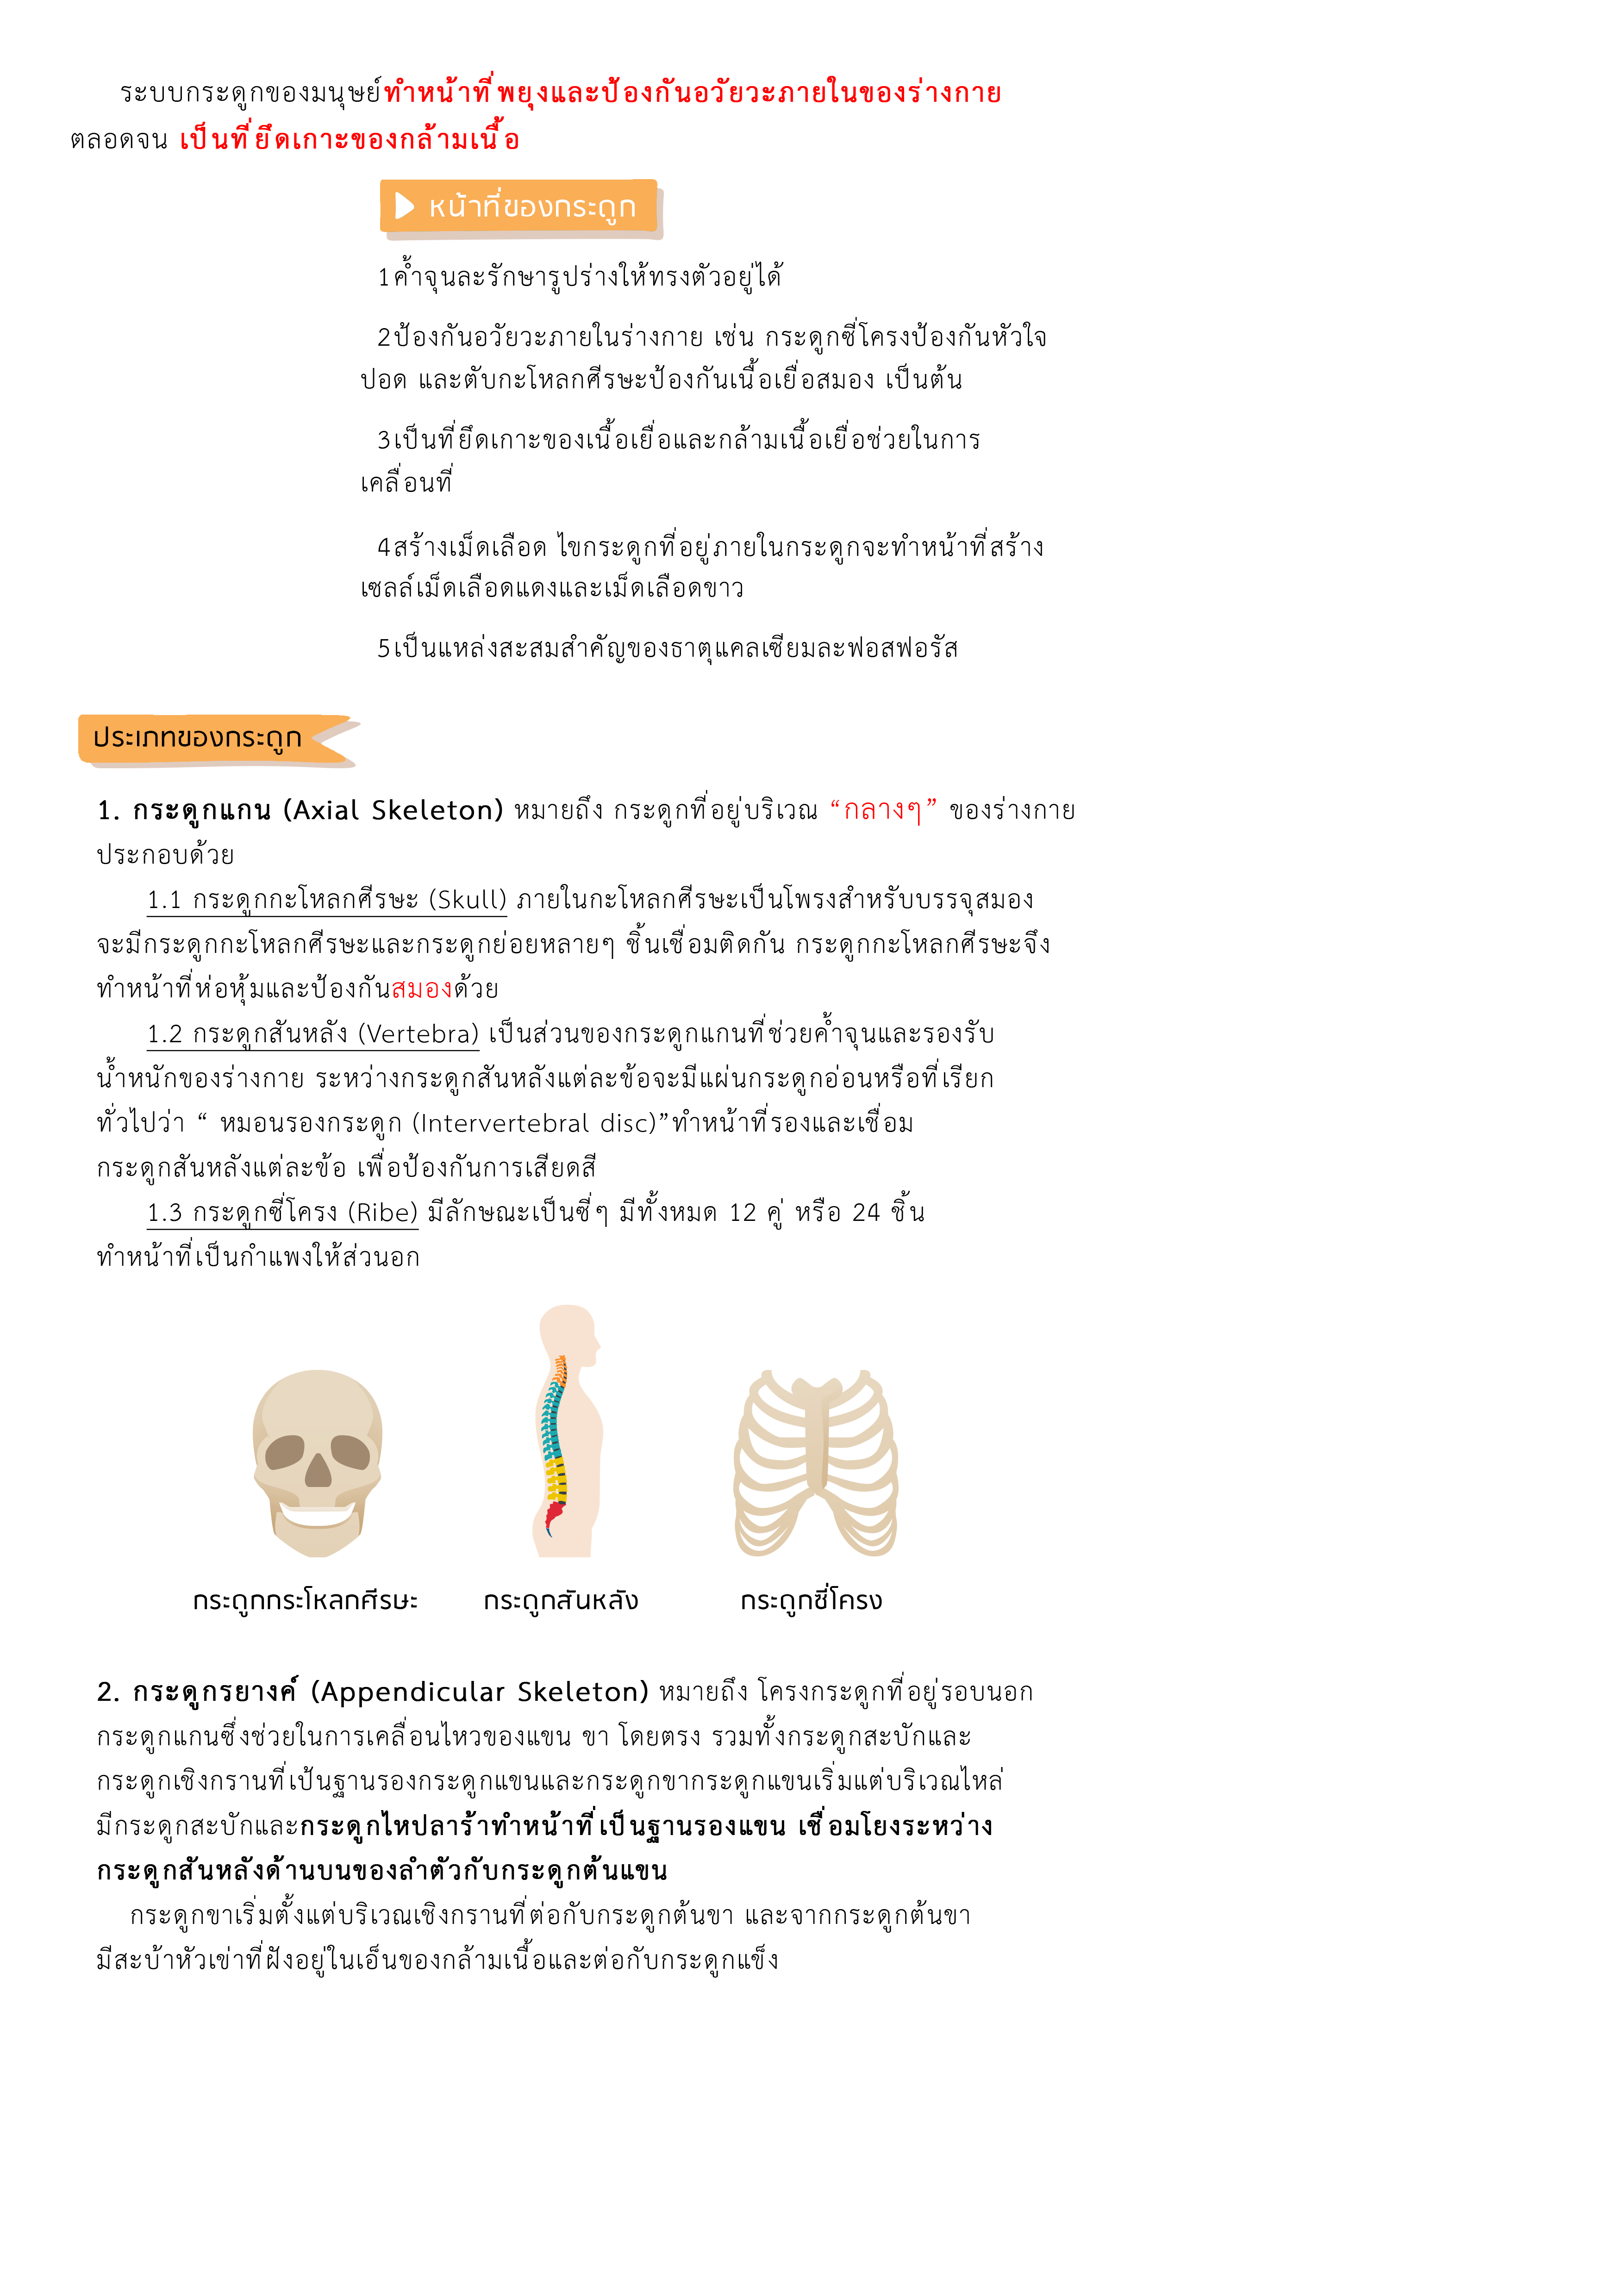 ระบบกระดูกของมนุษย์ทำหน้าที่พยุงและป้องกันอวัยวะภายในของร่างกาย
ตลอดจน เป็นที่ยึดเกาะของกล้ามเนื้อ
หน้าที่ของกระดูก
1ค้ำจุนละรักษารูปร่างให้ทรงตัวอยู่ได้
2ป้องกันอวัยวะภายในร่างกาย เช่น กระดูกซี่โครงป้องกันหัวใจ
ปอด และตับกะโหลกศีรษะป้องกันเนื้อเยื่อสมอง เป็นต้น
3เป็นที่ยึดเกาะของเนื้อเยื่อและกล้ามเนื้อเยื่อช่วยในการ
เคลื่อนที่
4สร้างเม็ดเลือด ไขกระดูกที่อยู่ภายในกระดูกจะทำหน้าที่สร้าง
เซลล์เม็ดเลือดแดงและเม็ดเลือดขาว
5เป็นแหล่งสะสมสำคัญของธาตุแคลเซียมละฟอสฟอรัส
ประเภทของกระดูก
1. กระดูกแกน (Axial Skeleton) หมายถึง กระดูกที่อยู่บริเวณ “กลางๆ” ของร่างกาย
ประกอบด้วย
1.1 กระดูกกะโหลกศีรษะ (Skull) ภายในกะโหลกศีรษะเป็นโพรงสำหรับบรรจุสมอง
จะมีกระดูกกะโหลกศีรษะและกระดูกย่อยหลายๆ ชิ้นเชื่อมติดกัน กระดูกกะโหลกศีรษะจึง
ทำหน้าที่ห่อหุ้มและป้องกันสมองด้วย
1.2 กระดูกสันหลัง (Vertebra) เป็นส่วนของกระดูกแกนที่ช่วยค้ำจุนและรองรับ
น้ำหนักของร่างกาย ระหว่างกระดูกสันหลังแต่ละข้อจะมีแผ่นกระดูกอ่อนหรือที่เรียก
ทั่วไปว่า “ หมอนรองกระดูก (Intervertebral disc)”ทำหน้าที่รองและเชื่อม
กระดูกสันหลังแต่ละข้อ เพื่อป้องกันการเสียดสี
1.3 กระดูกซี่โครง (Ribe) มีลักษณะเป็นซี่ๆ มีทั้งหมด 12 คู่ หรือ 24 ชิ้น
ทำหน้าที่เป็นกำแพงให้ส่วนอก
กระดูกกระโหลกศีรษะ กระดูกสันหลัง กระดูกซี่โครง
2. กระดูกรยางค์ (Appendicular Skeleton) หมายถึง โครงกระดูกที่อยู่รอบนอก
กระดูกแกนซึ่งช่วยในการเคลื่อนไหวของแขน ขา โดยตรง รวมทั้งกระดูกสะบักและ
กระดูกเชิงกรานที่เป้นฐานรองกระดูกแขนและกระดูกขากระดูกแขนเริ่มแต่บริเวณไหล่
มีกระดูกสะบักและกระดูกไหปลาร้าทำหน้าที่เป็นฐานรองแขน เชื่อมโยงระหว่าง
กระดูกสันหลังด้านบนของลำตัวกับกระดูกต้นแขน
กระดูกขาเริ่มตั้งแต่บริเวณเชิงกรานที่ต่อกับกระดูกต้นขา และจากกระดูกต้นขา
มีสะบ้าหัวเข่าที่ฝังอยู่ในเอ็นของกล้ามเนื้อและต่อกับกระดูกแข็ง